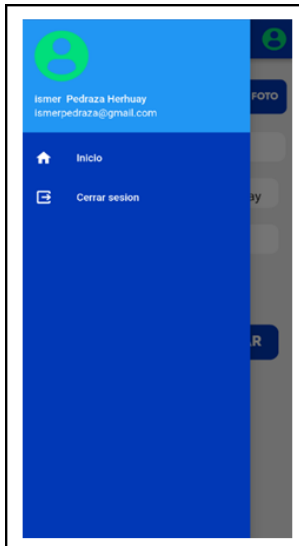 ismer Pedraza Herhuay
ismerpedraza@gmail.com
FOTO
Inicio
ay
Cerrar sesion
AR